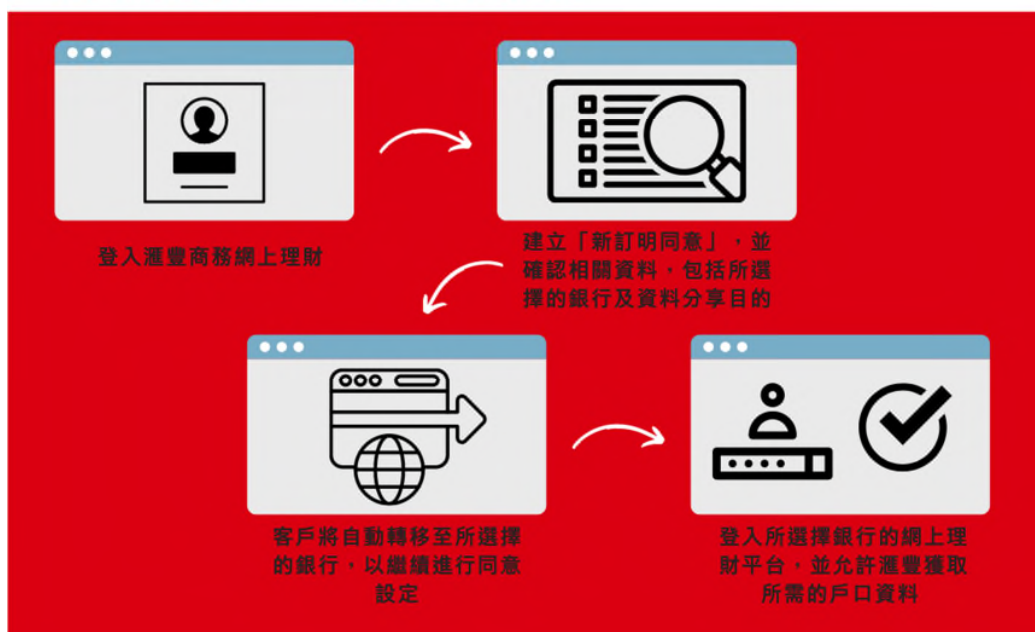 登入滙豐商務網上理財
建立「新訂明同意」，並
確認相關資料，包括所選
擇的銀行及資料分享目的
客戶將自動轉移至所選擇
的銀行，以繼續進行同意
設定
登入所選擇銀行的網上理
財平台，並允許滙豐獲取
所需的戶口資料